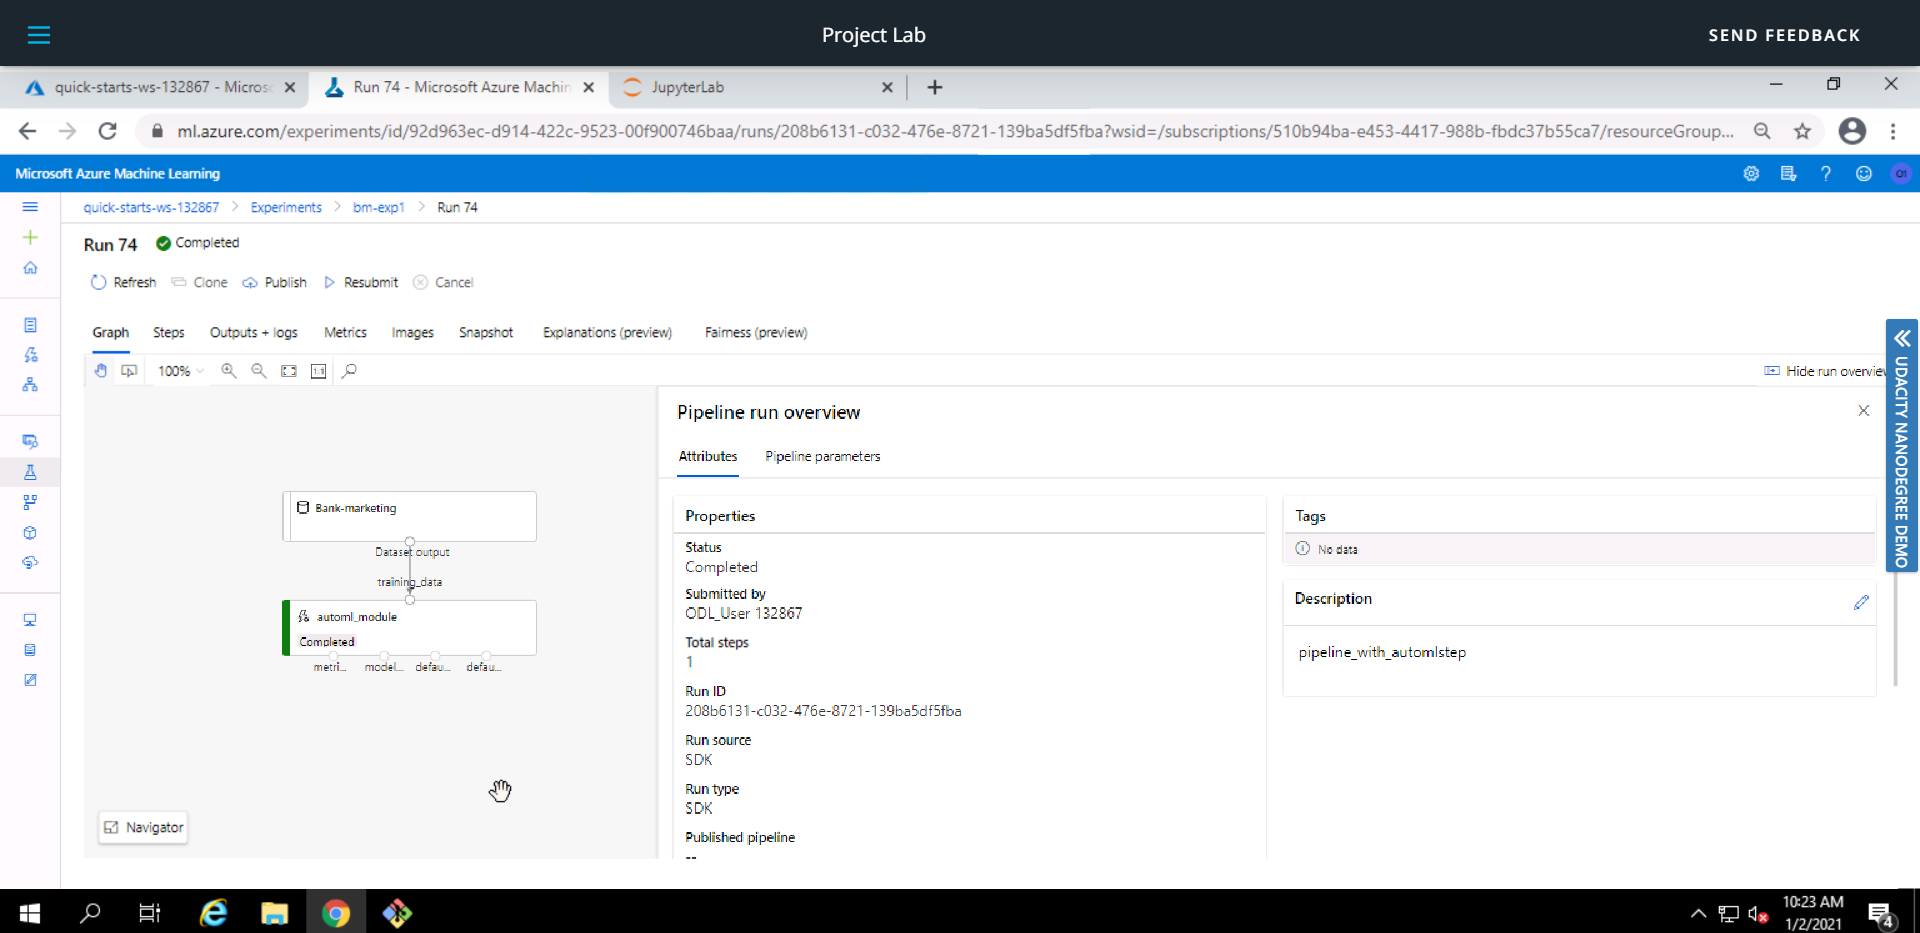 Project Lab
SEND FEEDBACK
quick-starts-ws-132867 - Micros
Run 74 - Microsoft Azure Machin
JupyterLab
ml.azure.com/experiments/id/92d963ec-d914-422c-9523-00f900746baa/runs/208b6131-c032-476e-8721-139ba5df5fba?wsid=/subscriptions/510b94ba-e453-4417-988b-fbdc37b55ca7/resourceGroup...
Microsoft Azure Machine Learning
OI
quick-starts-ws-132867 > Experiments > bm-exp1 > Run 74
Run 74 Completed
Refresh Clone Publish Resubmit Cancel
Graph Steps Outputs + logs Metrics Images Snapshot Explanations (preview) Fairness (preview)
100%
1:1
Hide run overview
UDACITY NANODEGREE DEMO
Bank-marketing
Dataset output
training_data
automl_module
Completed
metri... model... defau... defau...
Navigator
Pipeline run overview
Attributes Pipeline parameters
Properties
Status
Completed
Submitted by
ODL_User 132867
Total steps
1
Run ID
208b6131-c032-476e-8721-139ba5df5fba
Run source
SDK
Run type
SDK
Published pipeline
--
Tags
No data
Description
pipeline_with_automlstep
10:23 AM
1/2/2021
4